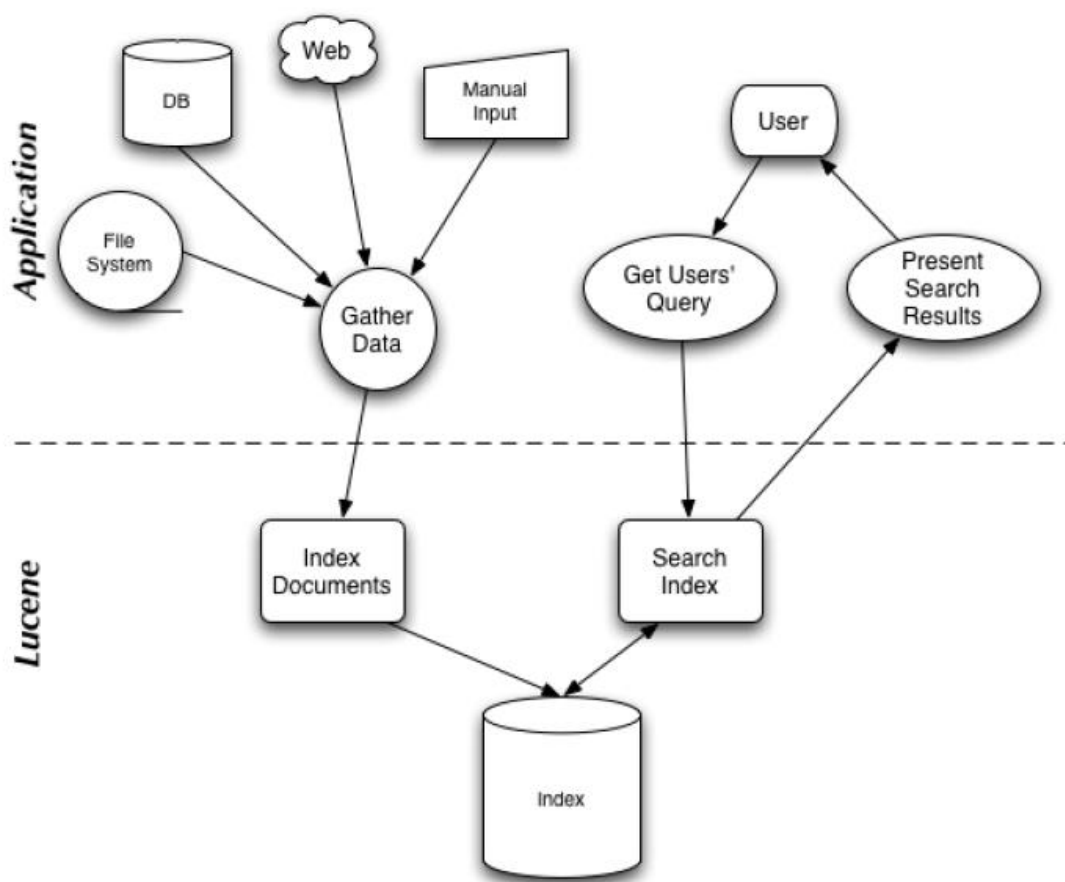 Application
Web
DB
Manual
Input
User
File
System
Gather
Data
Get Users'
Query
Present
Search
Results
Lucene
Index
Documents
Search
Index
Index